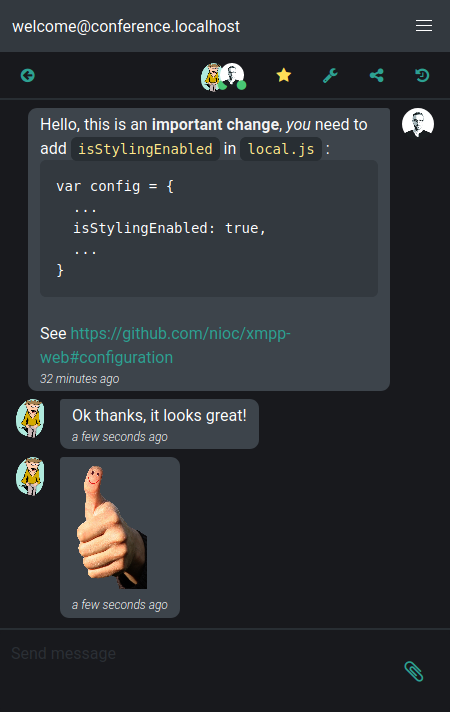 welcome@conference.localhost
Hello, this is an important change, you need to
add isStylingEnabled in local.js :
var config = {
...
isStylingEnabled: true,
...
}
See https://github.com/nioc/xmpp-
web#configuration
32 minutes ago
Ok thanks, it looks great!
a few seconds ago
a few seconds ago
Send message